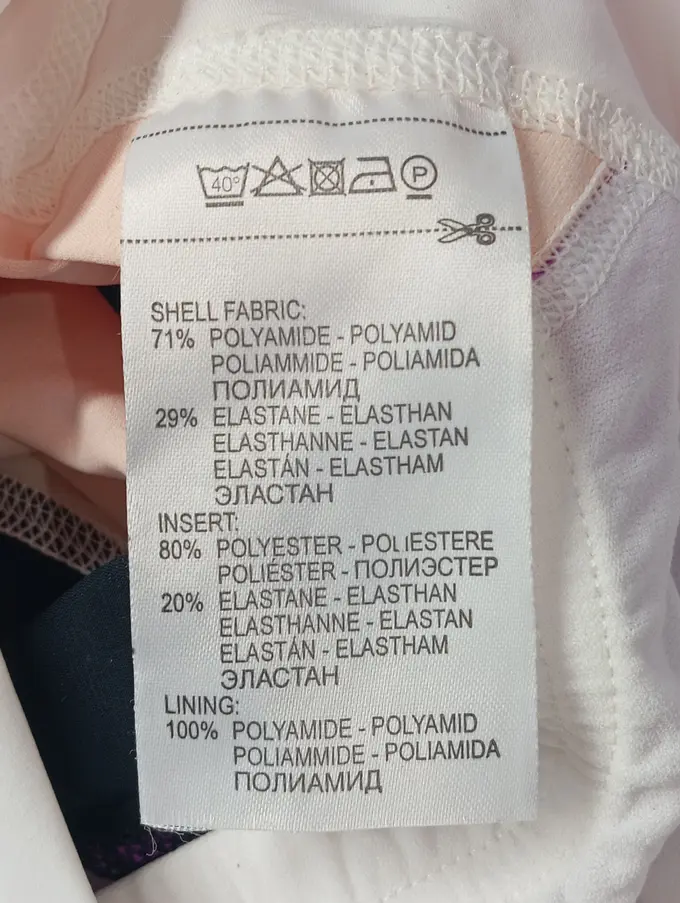 40°
P
SHELL FABRIC:
71% POLYAMIDE - POLYAMID
POLIAMMIDE - POLIAMIDA
ПОЛИАМИД
29% ELASTANE - ELASTHAN
ELASTHANNE - ELASTAN
ELASTÁN - ELASTHAM
ЭЛАСТАН
INSERT:
80% POLYESTER - POLIESTERE
POLIÉSTER - ПОЛИЭСТЕР
20% ELASTANE - ELASTHAN
ELASTHANNE - ELASTAN
ELASTÁN - ELASTHAM
ЭЛАСТАН
LINING:
100% POLYAMIDE - POLYAMID
POLIAMMIDE - POLIAMIDA
ПОЛИАМИД